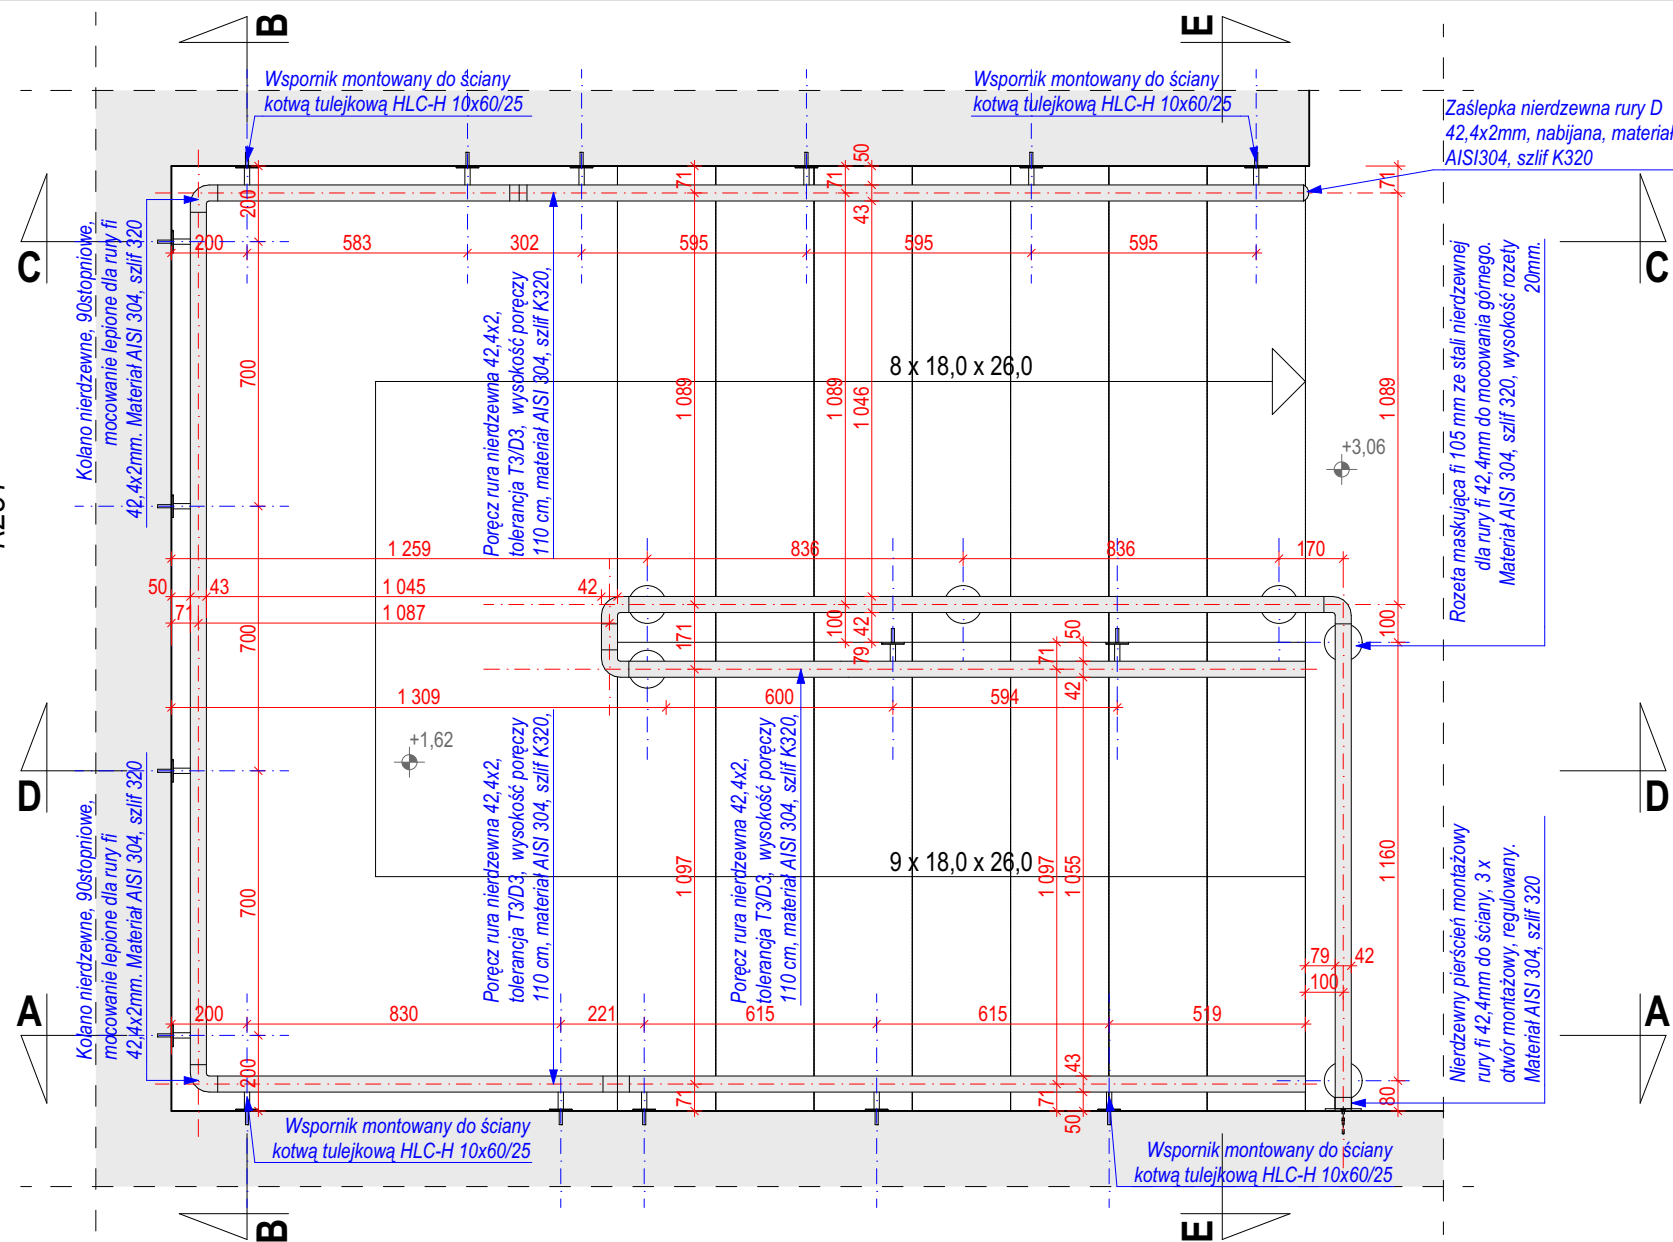 B
E
Wspornik montowany do ściany
kotwą tulejkową HLC-H 10x60/25
Wspornik montowany do ściany
kotwą tulejkową HLC-H 10x60/25
Zaślepka nierdzewna rury D
42,4x2mm, nabijana, materiał
AISI304, szlif K320
C
C
Kolano nierdzewne, 90stopniowe,
mocowanie lepione dla rury fi
42,4x2mm. Materiał AISI 304, szlif 320
200
200
583
302
595
595
595
71
71
50
43
71
700
Poręcz rura nierdzewna 42,4x2,
tolerancja T3/D3, wysokość poręczy
110 cm, materiał AISI 304, szlif K320,
1 089
1 089
1 046
8 x 18,0 x 26,0
1 089
+3,06
Rozeta maskująca fi 105 mm ze stali nierdzewnej
dla rury fi 42,4mm do mocowania górnego.
Materiał AISI 304, szlif 320, wysokość rozety
20mm.
1 259
836
836
170
50
43
1 045
42
71
1 087
700
171
100
42
79
50
71
42
100
1 309
600
594
+1,62
D
D
Kolano nierdzewne, 90stopniowe,
mocowanie lepione dla rury fi
42,4x2mm. Materiał AISI 304, szlif 320
700
Poręcz rura nierdzewna 42,4x2,
tolerancja T3/D3, wysokość poręczy
110 cm, materiał AISI 304, szlif K320,
1 097
Poręcz rura nierdzewna 42,4x2,
tolerancja T3/D3, wysokość poręczy
110 cm, materiał AISI 304, szlif K320,
9 x 18,0 x 26,0
1 097
1 055
1 160
Nierdzewny pierścień montażowy
rury fi 42,4mm do ściany, 3 x
otwór montażowy, regulowany.
Materiał AISI 304, szlif 320
79
42
100
A
A
200
830
221
615
615
519
200
71
71
43
50
80
Wspornik montowany do ściany
kotwą tulejkową HLC-H 10x60/25
Wspornik montowany do ściany
kotwą tulejkową HLC-H 10x60/25
B
E